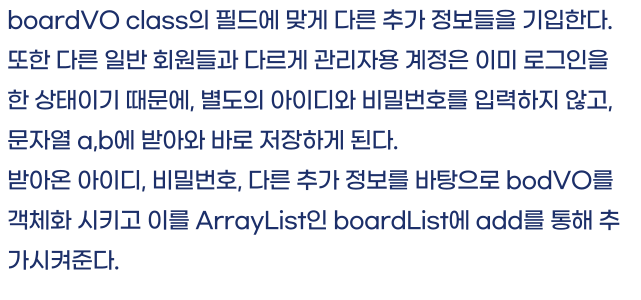 boardVO class의 필드에 맞게 다른 추가 정보들을 기입한다.
또한 다른 일반 회원들과 다르게 관리자용 계정은 이미 로그인을
한 상태이기 때문에, 별도의 아이디와 비밀번호를 입력하지 않고,
문자열 a,b에 받아와 바로 저장하게 된다.
받아온 아이디, 비밀번호, 다른 추가 정보를 바탕으로 bodVO를
객체화 시키고 이를 ArrayList인 boardList에 add를 통해 추
가시켜준다.